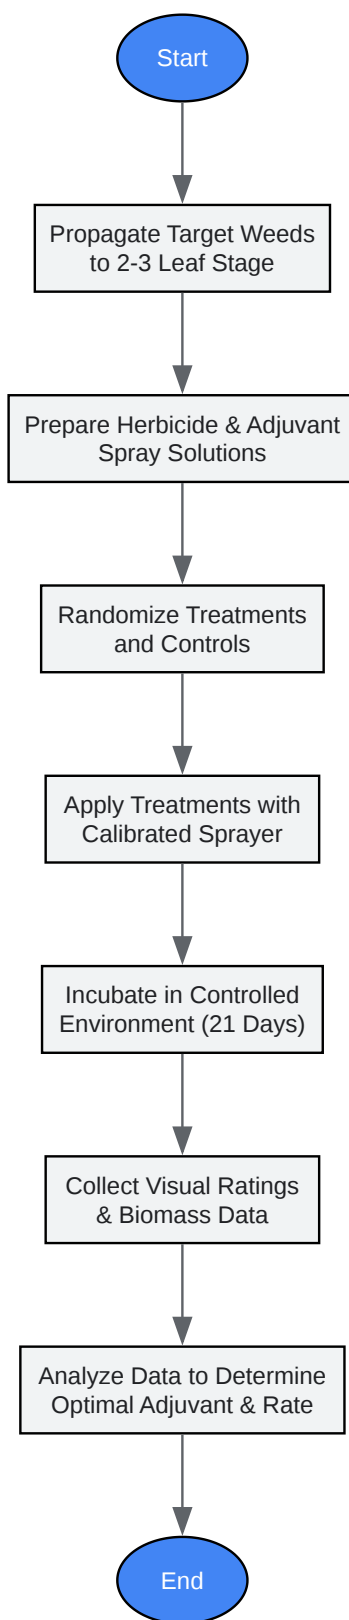 Start
Propagate Target Weeds
to 2-3 Leaf Stage
Prepare Herbicide & Adjuvant
Spray Solutions
Randomize Treatments
and Controls
Apply Treatments with
Calibrated Sprayer
Incubate in Controlled
Environment (21 Days)
Collect Visual Ratings
& Biomass Data
Analyze Data to Determine
Optimal Adjuvant & Rate
End